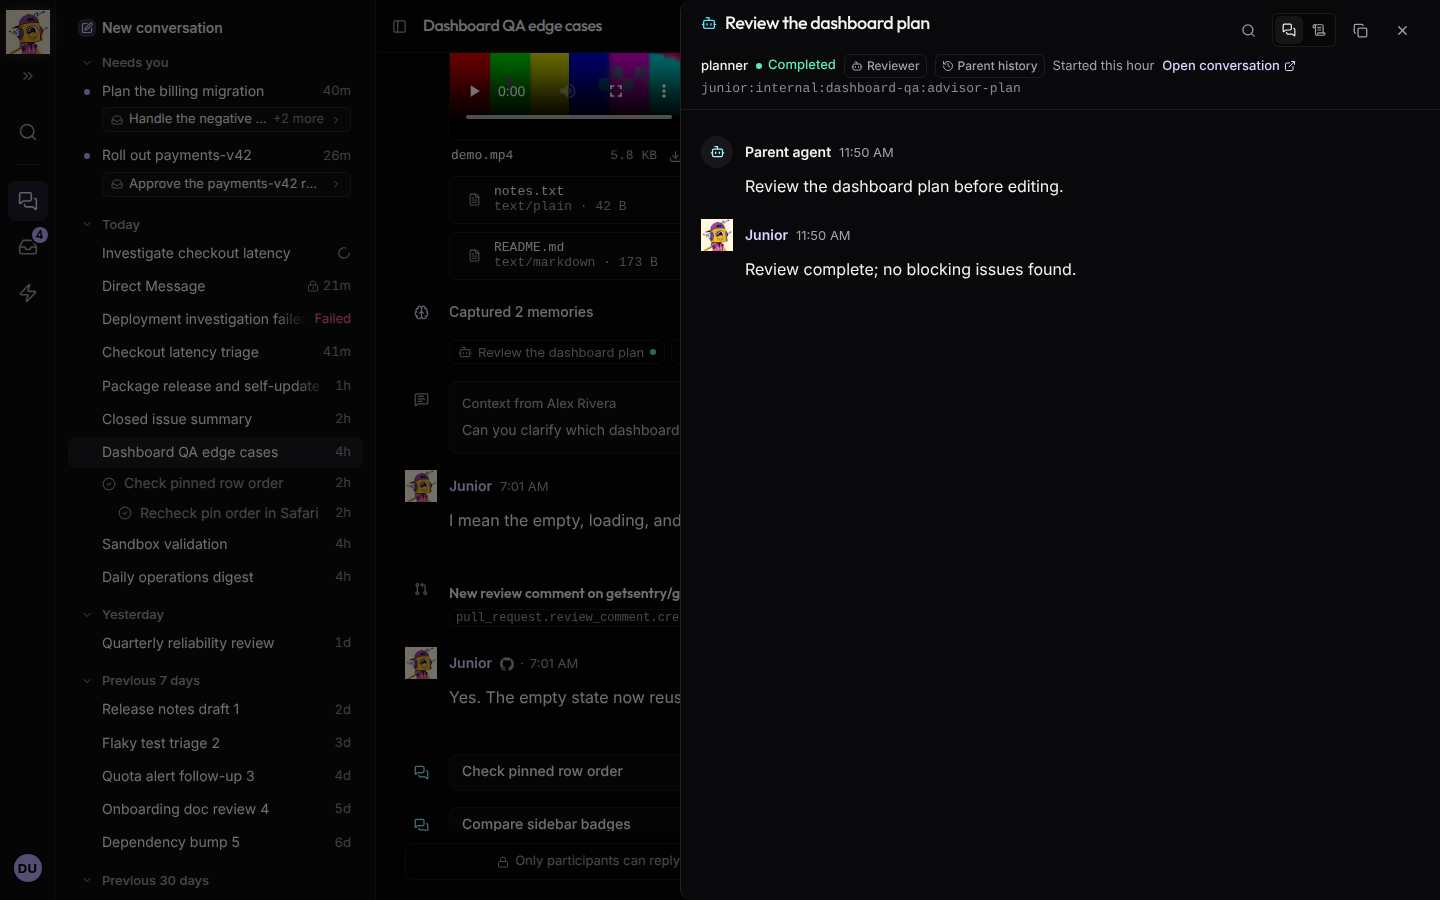 New conversation
Needs you
Plan the billing migration 40m
Handle the negative ... +2 more
Roll out payments-v42 26m
Approve the payments-v42 r...
Today
4
Investigate checkout latency
Direct Message 21m
Deployment investigation failed Failed
Checkout latency triage 41m
Package release and self-update 1h
Closed issue summary 2h
Dashboard QA edge cases 4h
Check pinned row order 2h
Recheck pin order in Safari 2h
Sandbox validation 4h
Daily operations digest 4h
Yesterday
Quarterly reliability review 1d
Previous 7 days
Release notes draft 1 2d
Flaky test triage 2 3d
Quota alert follow-up 3 4d
Onboarding doc review 4 5d
Dependency bump 5 6d
Previous 30 days
DU
Dashboard QA edge cases
0:00
demo.mp4 5.8 KB
notes.txt
text/plain · 42 B
README.md
text/markdown · 173 B
Captured 2 memories
Review the dashboard plan
Context from Alex Rivera
Can you clarify which dashboard
Junior 7:01 AM
I mean the empty, loading, and
New review comment on getsentry/g
pull_request.review_comment.cre
Junior · 7:01 AM
Yes. The empty state now reus
Check pinned row order
Compare sidebar badges
Only participants can reply
Review the dashboard plan
planner Completed Reviewer Parent history Started this hour Open conversation
junior:internal:dashboard-qa:advisor-plan
Parent agent 11:50 AM
Review the dashboard plan before editing.
Junior 11:50 AM
Review complete; no blocking issues found.